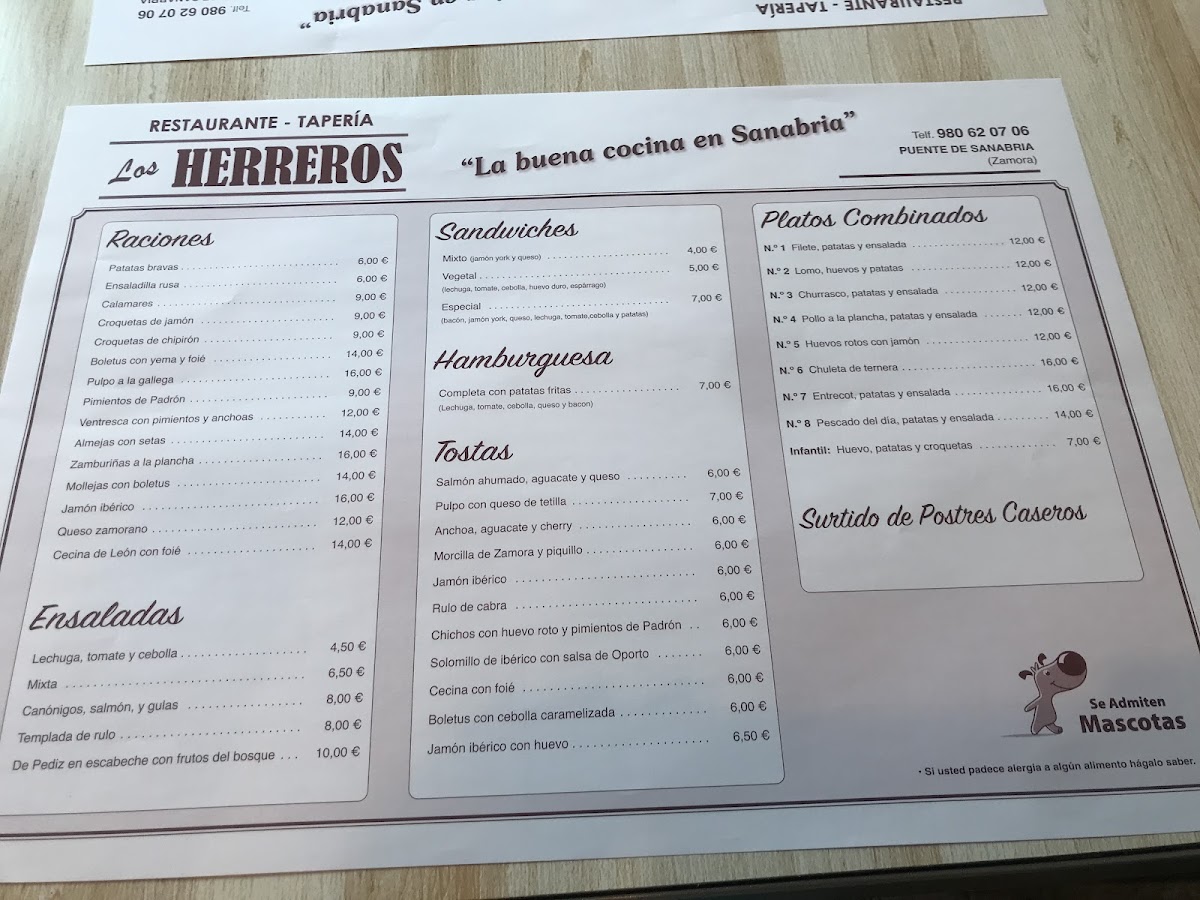 Telf. 980 62 07 06
en Sanabria”
RESTAURANTE - TAPERÍA
RESTAURANTE - TAPERÍA
Los HERREROS
“La buena cocina en Sanabria”
Telf. 980 62 07 06
PUENTE DE SANABRIA
(Zamora)
Raciones
Patatas bravas 6,00 €
Ensaladilla rusa 6,00 €
Calamares 9,00 €
Croquetas de jamón 9,00 €
Croquetas de chipirón 9,00 €
Boletus con yema y foié 14,00 €
Pulpo a la gallega 16,00 €
Pimientos de Padrón 9,00 €
Ventresca con pimientos y anchoas 12,00 €
Almejas con setas 14,00 €
Zamburiñas a la plancha 16,00 €
Mollejas con boletus 14,00 €
Jamón ibérico 16,00 €
Queso zamorano 12,00 €
Cecina de León con foié 14,00 €
Ensaladas
Lechuga, tomate y cebolla 4,50 €
Mixta 6,50 €
Canónigos, salmón, y gulas 8,00 €
Templada de rulo 8,00 €
De Pediz en escabeche con frutos del bosque 10,00 €
Sandwiches
Mixto (jamón york y queso) 4,00 €
Vegetal 5,00 €
(lechuga, tomate, cebolla, huevo duro, espárrago)
Especial 7,00 €
(bacón, jamón york, queso, lechuga, tomate,cebolla y patatas)
Hamburguesa
Completa con patatas fritas 7,00 €
(Lechuga, tomate, cebolla, queso y bacon)
Tostas
Salmón ahumado, aguacate y queso 6,00 €
Pulpo con queso de tetilla 7,00 €
Anchoa, aguacate y cherry 6,00 €
Morcilla de Zamora y piquillo 6,00 €
Jamón ibérico 6,00 €
Rulo de cabra 6,00 €
Chichos con huevo roto y pimientos de Padrón 6,00 €
Solomillo de ibérico con salsa de Oporto 6,00 €
Cecina con foié 6,00 €
Boletus con cebolla caramelizada 6,00 €
Jamón ibérico con huevo 6,50 €
Platos Combinados
N.º 1 Filete, patatas y ensalada 12,00 €
N.º 2 Lomo, huevos y patatas 12,00 €
N.º 3 Churrasco, patatas y ensalada 12,00 €
N.º 4 Pollo a la plancha, patatas y ensalada 12,00 €
N.º 5 Huevos rotos con jamón 12,00 €
N.º 6 Chuleta de ternera 16,00 €
N.º 7 Entrecot, patatas y ensalada 16,00 €
N.º 8 Pescado del día, patatas y ensalada 14,00 €
Infantil: Huevo, patatas y croquetas 7,00 €
Surtido de Postres Caseros
Se Admiten
Mascotas
• Si usted padece alergia a algún alimento hágalo saber.